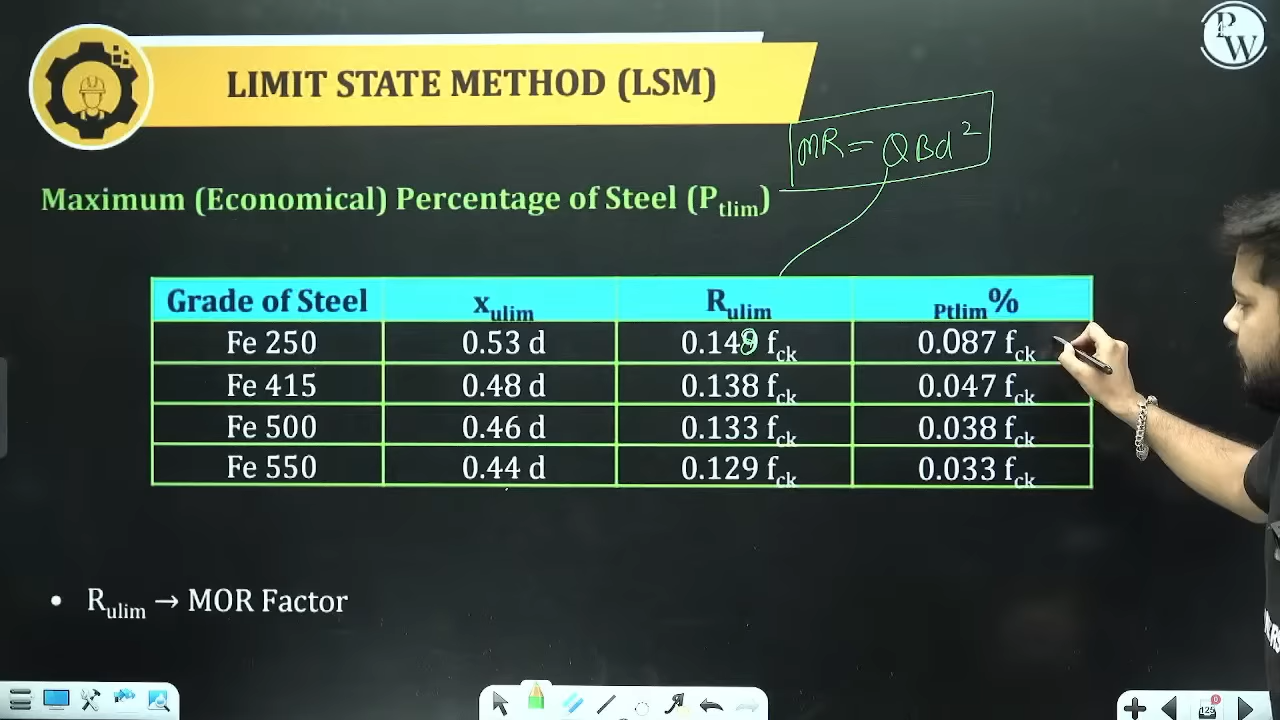 LIMIT STATE METHOD (LSM)
PW
MR = QBd²
Maximum (Economical) Percentage of Steel (Ptlim)
Grade of Steel xulim Rulim Ptlim%
Fe 250 0.53 d 0.148 fck 0.087 fck
Fe 415 0.48 d 0.138 fck 0.047 fck
Fe 500 0.46 d 0.133 fck 0.038 fck
Fe 550 0.44 d 0.129 fck 0.033 fck
• Rulim → MOR Factor